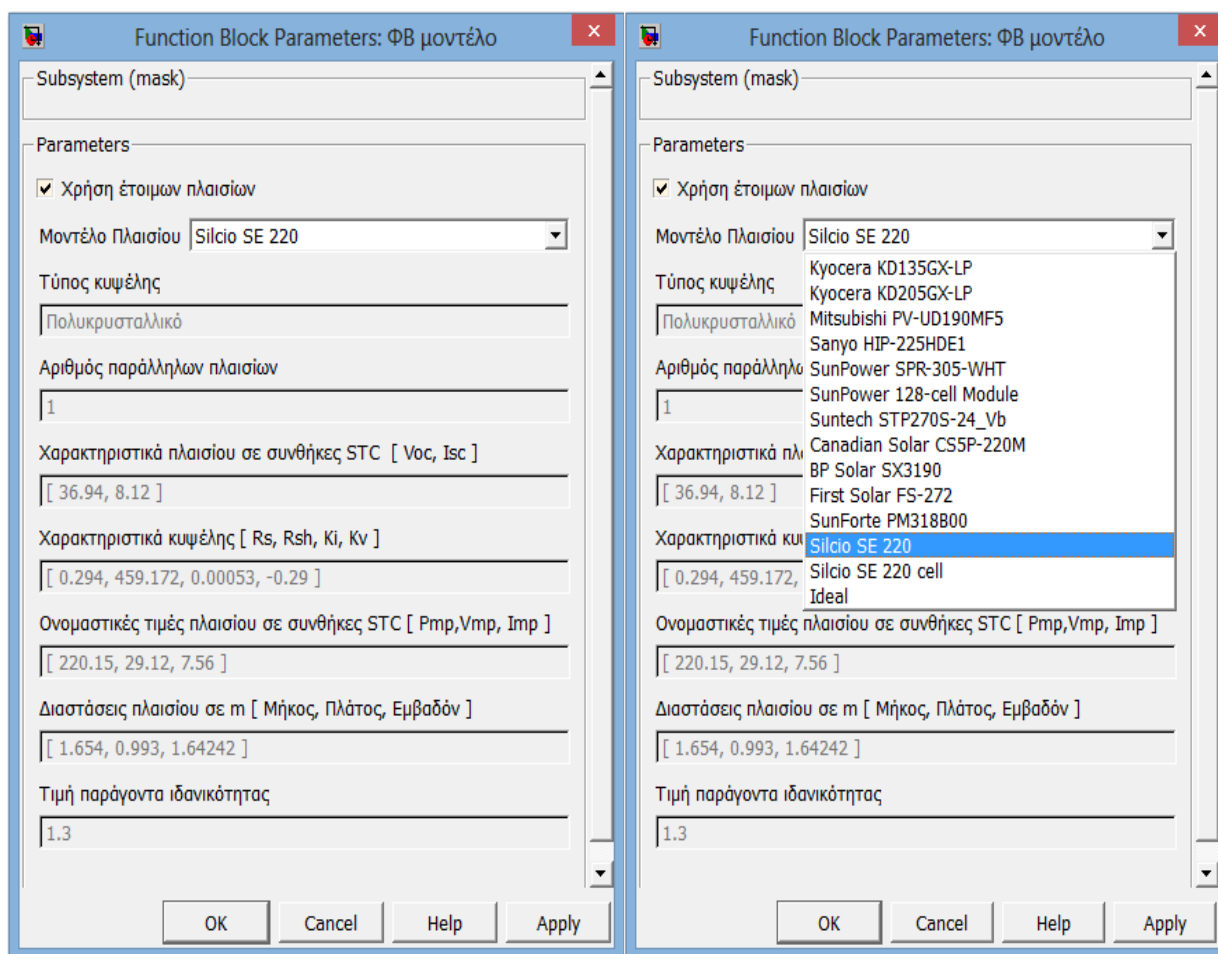 Function Block Parameters: ΦΒ μοντέλο
Subsystem (mask)
Parameters
Χρήση έτοιμων πλαισίων
Μοντέλο Πλαισίου Silcio SE 220
Τύπος κυψέλης
Πολυκρυσταλλικό
Αριθμός παράλληλων πλαισίων
1
Χαρακτηριστικά πλαισίου σε συνθήκες STC [ Voc, Isc ]
[ 36.94, 8.12 ]
Χαρακτηριστικά κυψέλης [ Rs, Rsh, Ki, Kv ]
[ 0.294, 459.172, 0.00053, -0.29 ]
Ονομαστικές τιμές πλαισίου σε συνθήκες STC [ Pmp,Vmp, Imp ]
[ 220.15, 29.12, 7.56 ]
Διαστάσεις πλαισίου σε m [ Μήκος, Πλάτος, Εμβαδόν ]
[ 1.654, 0.993, 1.64242 ]
Τιμή παράγοντα ιδανικότητας
1.3
OK Cancel Help Apply
Function Block Parameters: ΦΒ μοντέλο
Subsystem (mask)
Parameters
Χρήση έτοιμων πλαισίων
Μοντέλο Πλαισίου Silcio SE 220
Kyocera KD135GX-LP
Kyocera KD205GX-LP
Mitsubishi PV-UD190MF5
Sanyo HIP-225HDE1
SunPower SPR-305-WHT
SunPower 128-cell Module
Suntech STP270S-24_Vb
Canadian Solar CS5P-220M
BP Solar SX3190
First Solar FS-272
SunForte PM318B00
Silcio SE 220
Silcio SE 220 cell
Ideal
Τύπος κυψέλης
Πολυκρυσταλλικό
Αριθμός παράλληλω
1
Χαρακτηριστικά πλα
[ 36.94, 8.12 ]
Χαρακτηριστικά κυψ
[ 0.294, 459.172,
Ονομαστικές τιμές πλαισίου σε συνθήκες STC [ Pmp,Vmp, Imp ]
[ 220.15, 29.12, 7.56 ]
Διαστάσεις πλαισίου σε m [ Μήκος, Πλάτος, Εμβαδόν ]
[ 1.654, 0.993, 1.64242 ]
Τιμή παράγοντα ιδανικότητας
1.3
OK Cancel Help Apply